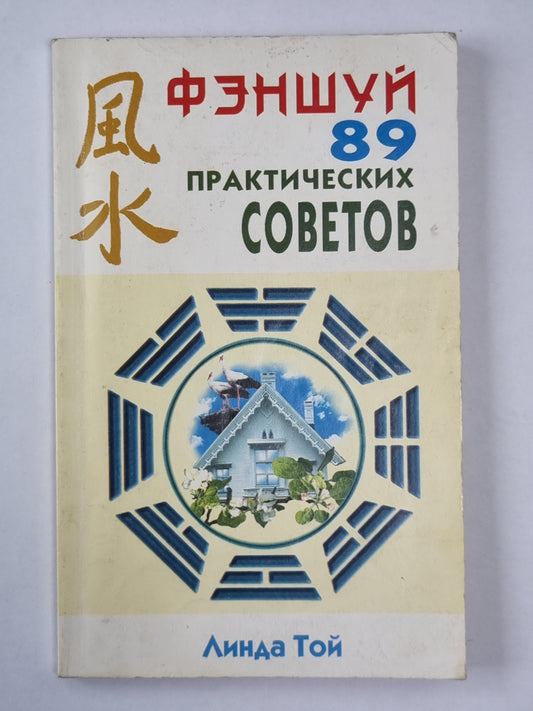 風水
ФЭНШУЙ
89
ПРАКТИЧЕСКИХ
СОВЕТОВ
Линда Той